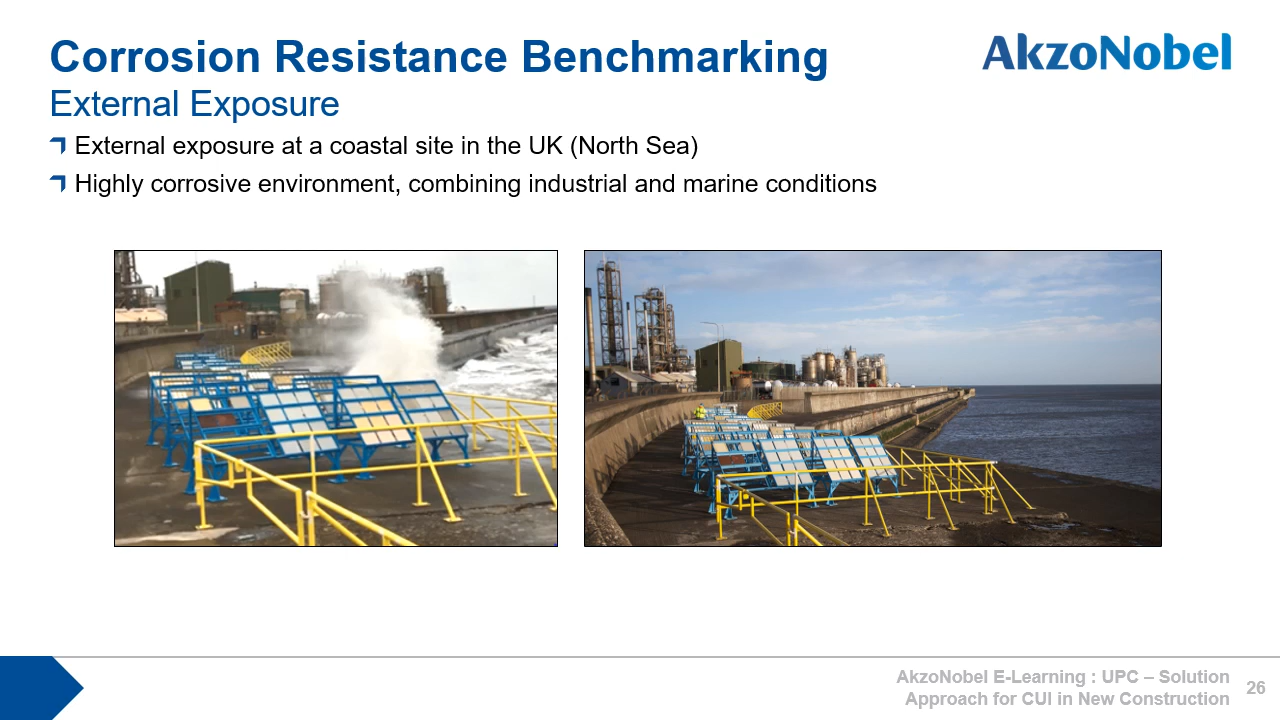 Corrosion Resistance Benchmarking
AkzoNobel
External Exposure
External exposure at a coastal site in the UK (North Sea)
Highly corrosive environment, combining industrial and marine conditions
AkzoNobel E-Learning : UPC – Solution
Approach for CUI in New Construction
26